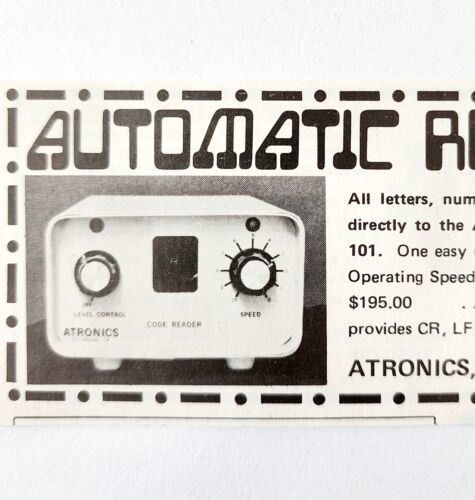 AUTOMATIC
All letters,
directly to the
101. One easy
Operating Speed
$195.00 . .
provides CR, LF
ATRONICS,
OFF
LEVEL CONTROL
CODE READER
SPEED
ATRONICS